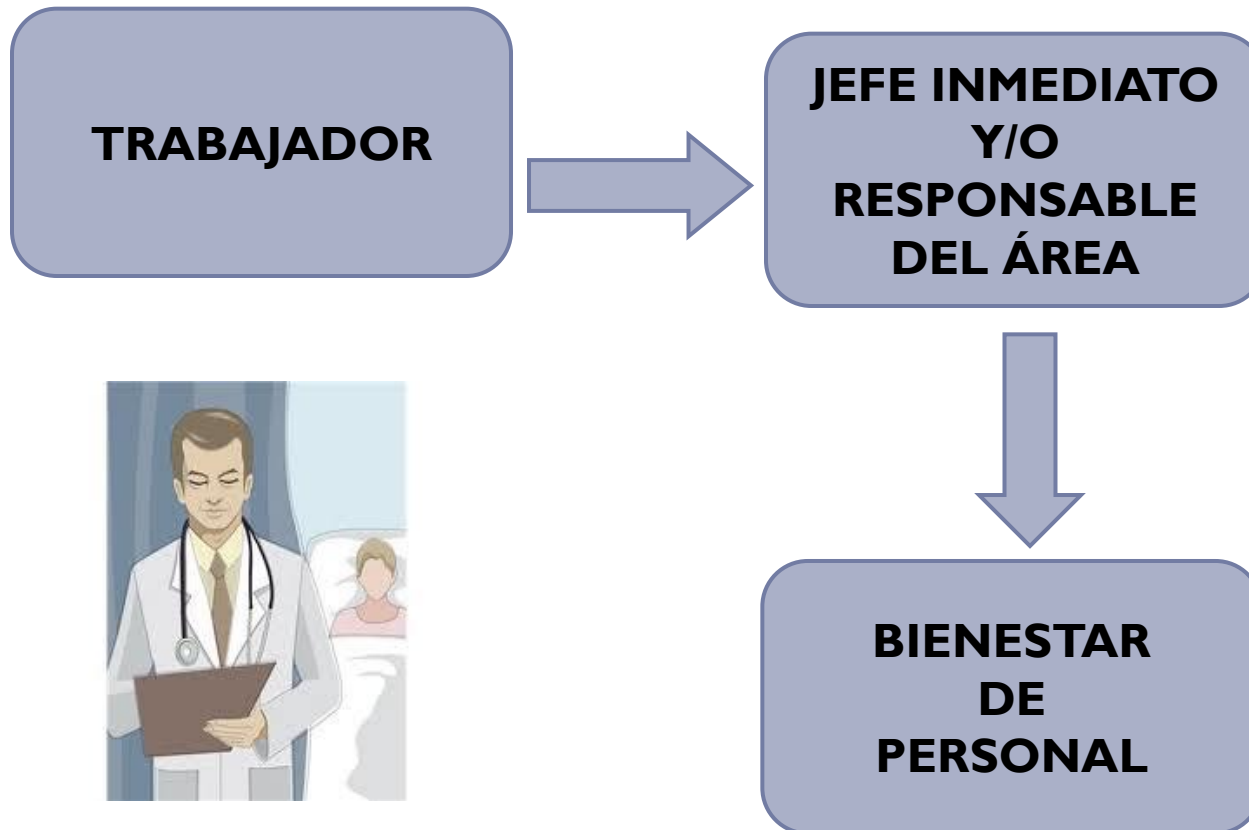 TRABAJADOR
JEFE INMEDIATO
Y/O
RESPONSABLE
DEL ÁREA
BIENESTAR
DE
PERSONAL